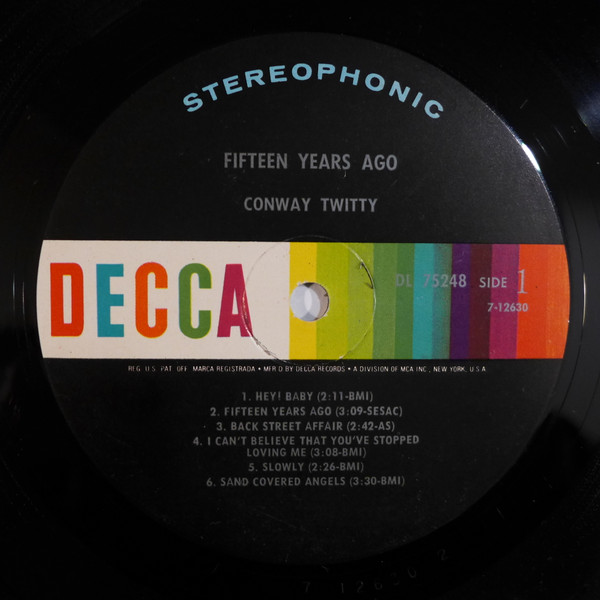 STEREOPHONIC
FIFTEEN YEARS AGO
CONWAY TWITTY
DECCA
DL 75248 SIDE 1
7-12630
REG. U.S. PAT. OFF. MARCA REGISTRADA • MFR'D BY DECCA RECORDS • A DIVISION OF MCA INC., NEW YORK, U.S.A.
1. HEY! BABY (2:11-BMI)
2. FIFTEEN YEARS AGO (3:09-SESAC)
3. BACK STREET AFFAIR (2:42-AS)
4. I CAN'T BELIEVE THAT YOU'VE STOPPED
LOVING ME (3:08-BMI)
5. SLOWLY (2:26-BMI)
6. SAND COVERED ANGELS (3:30-BMI)